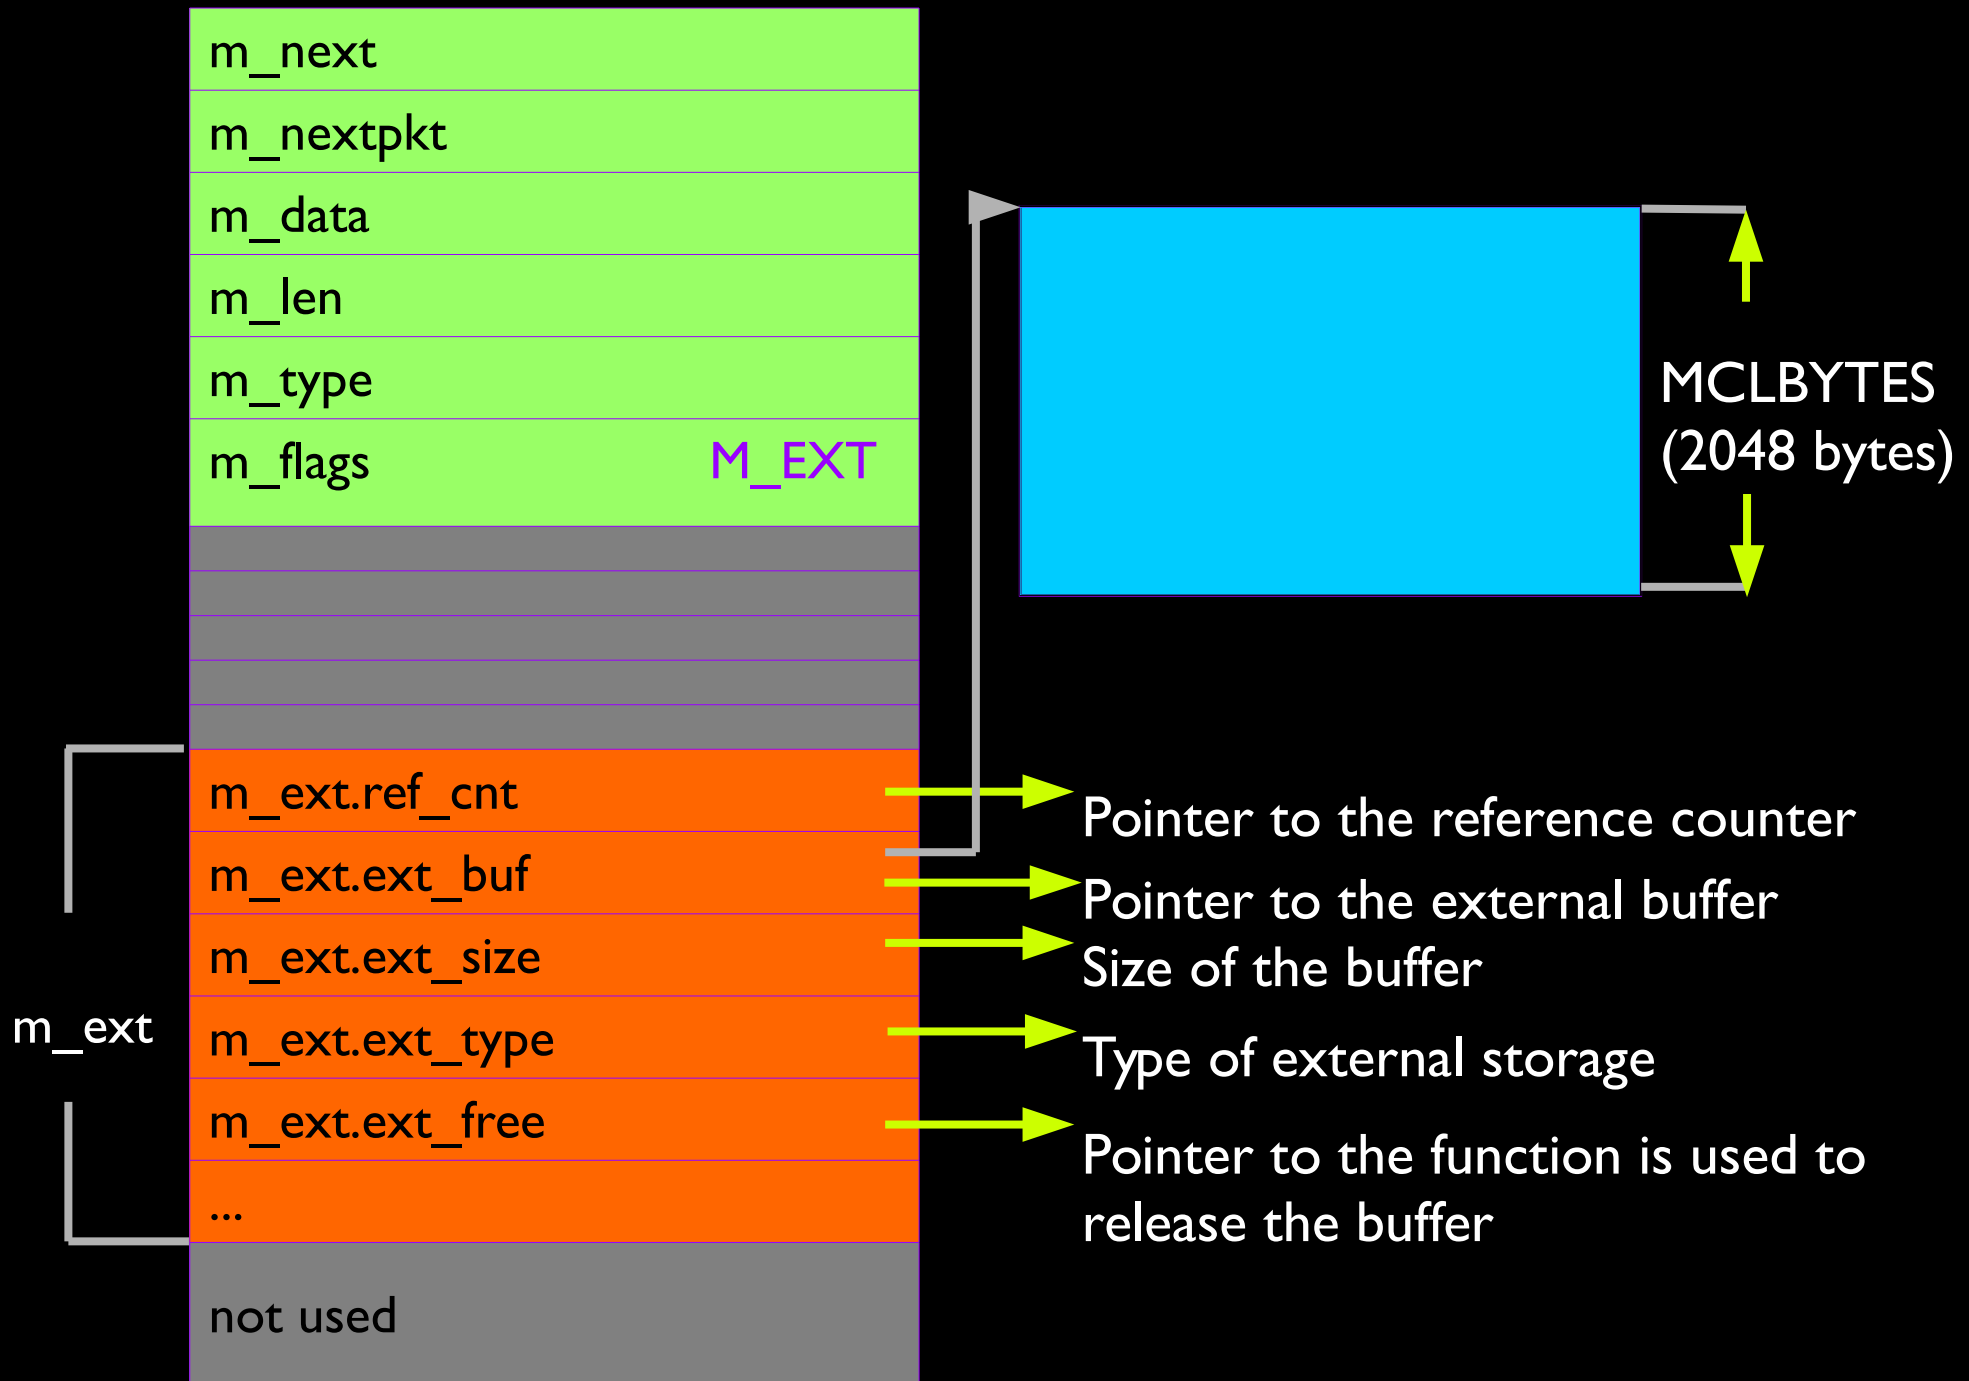 m_next
m_nextpkt
m_data
m_len
m_type
m_flags M_EXT
MCLBYTES
(2048 bytes)
m_ext
m_ext.ref_cnt
m_ext.ext_buf
m_ext.ext_size
m_ext.ext_type
m_ext.ext_free
...
not used
Pointer to the reference counter
Pointer to the external buffer
Size of the buffer
Type of external storage
Pointer to the function is used to
release the buffer